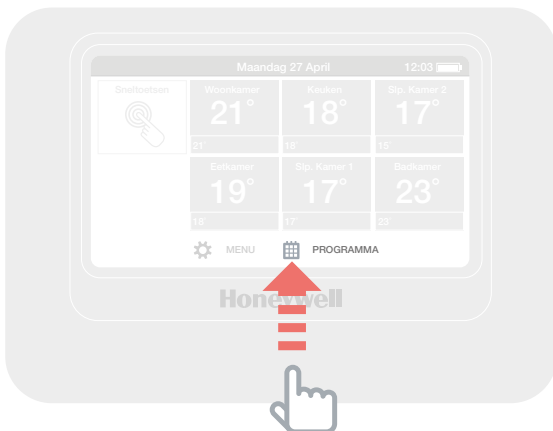 Maandag 27 April 12:03
Sneltoetsen Woonkamer Keuken Slp. Kamer 2
21° 18° 17°
21° 18° 15°
Eetkamer Slp. Kamer 1 Badkamer
19° 17° 23°
18° 17° 23°
MENU PROGRAMMA
Honeywell